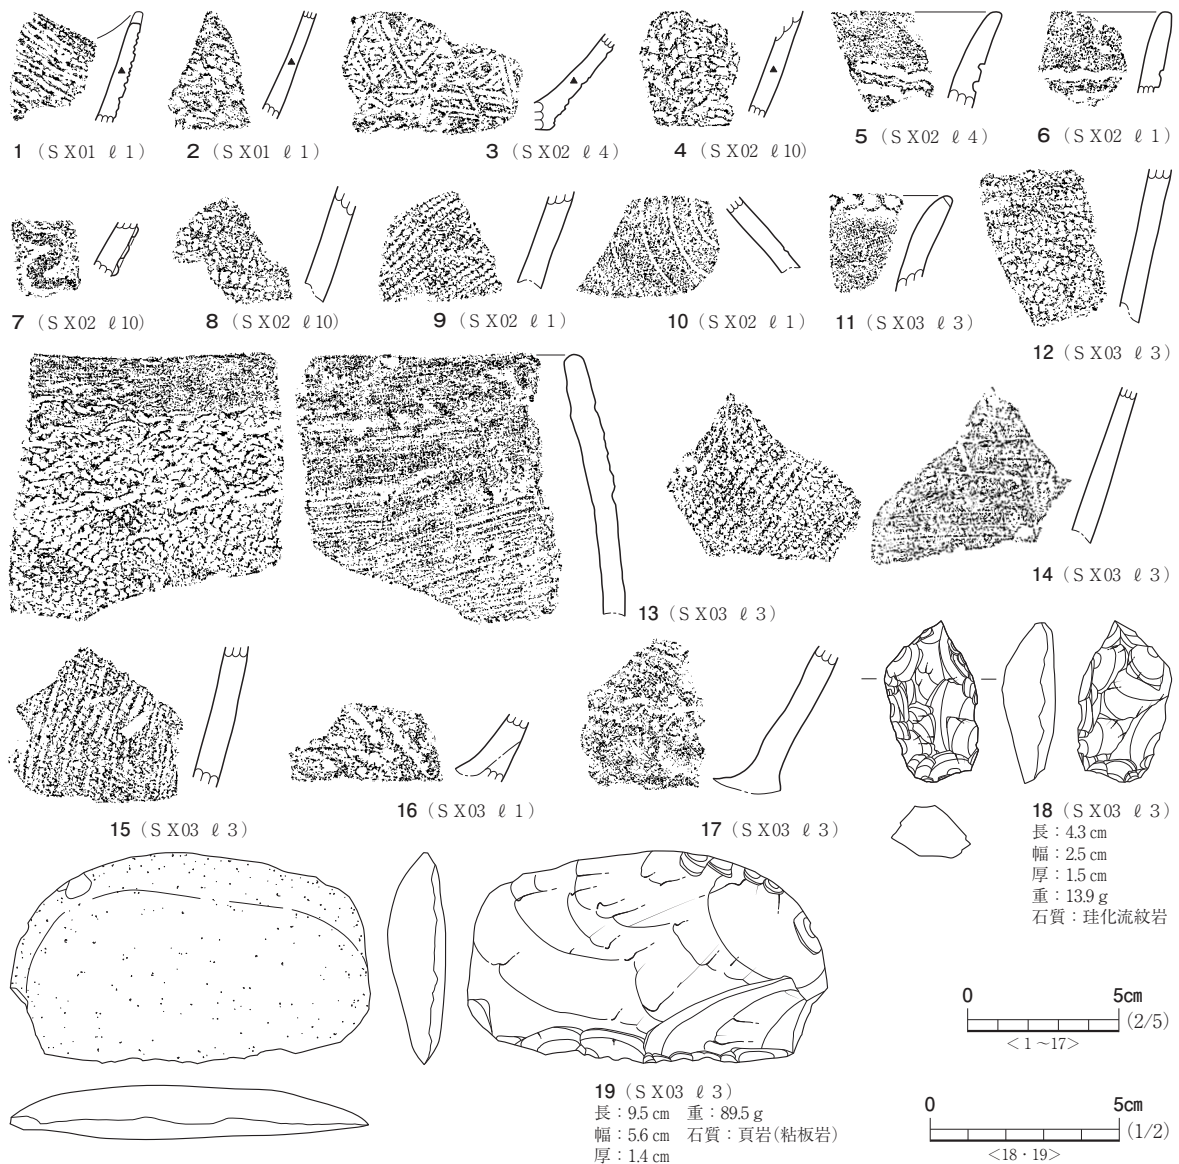 1 (SX01 ℓ1)
2 (SX01 ℓ1)
3 (SX02 ℓ4)
4 (SX02 ℓ10)
5 (SX02 ℓ4)
6 (SX02 ℓ1)
7 (SX02 ℓ10)
8 (SX02 ℓ10)
9 (SX02 ℓ1)
10 (SX02 ℓ1)
11 (SX03 ℓ3)
12 (SX03 ℓ3)
13 (SX03 ℓ3)
14 (SX03 ℓ3)
15 (SX03 ℓ3)
16 (SX03 ℓ1)
17 (SX03 ℓ3)
18 (SX03 ℓ3)
長:4.3㎝
幅:2.5㎝
厚:1.5㎝
重:13.9g
石質:珪化流紋岩
0 5cm
(2/5)
<1~17>
19 (SX03 ℓ3)
長:9.5㎝ 重:89.5g
幅:5.6㎝ 石質:頁岩(粘板岩)
厚:1.4㎝
0 5cm
(1/2)
<18・19>